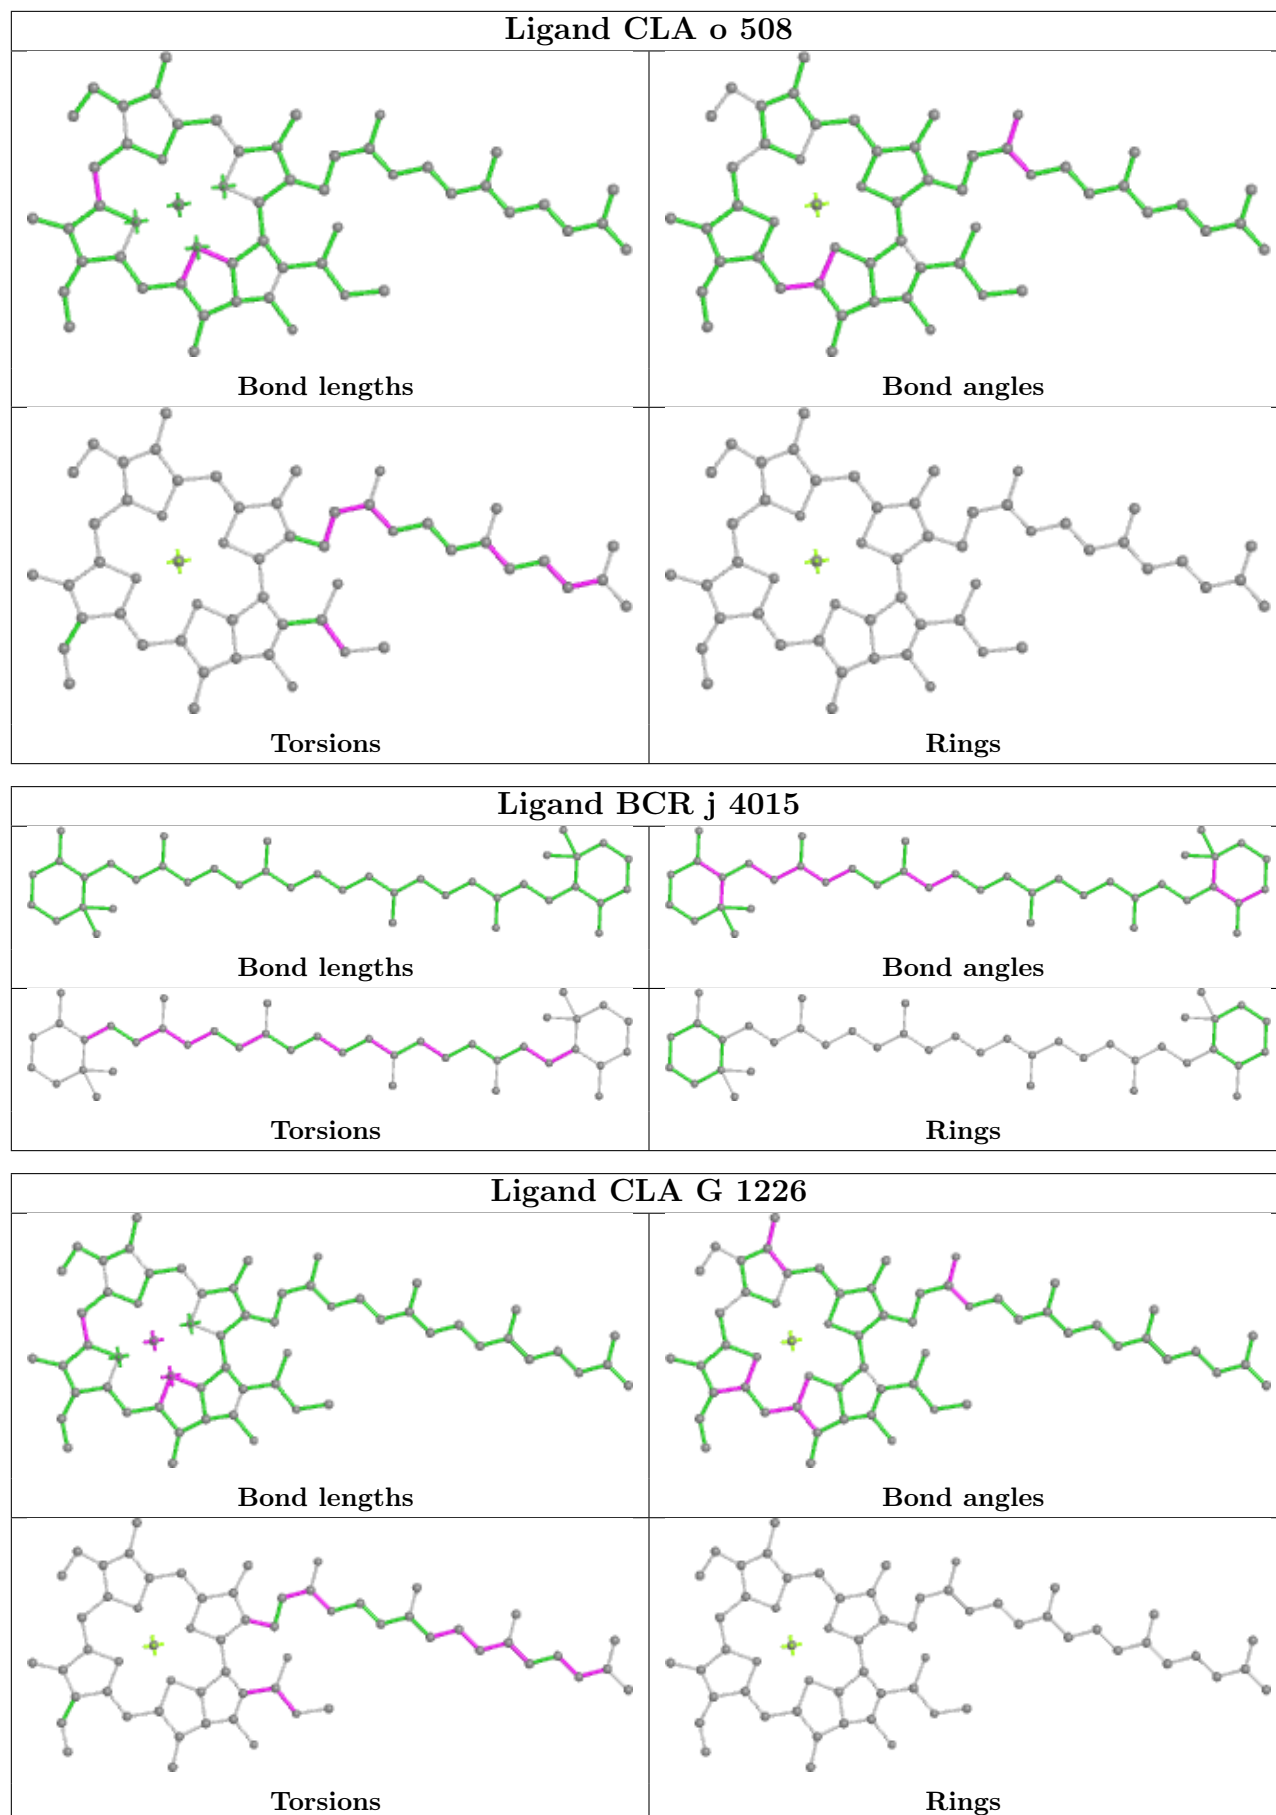 Ligand CLA o 508
Bond lengths
Bond angles
Torsions
Rings
Ligand BCR j 4015
Bond lengths
Bond angles
Torsions
Rings
Ligand CLA G 1226
Bond lengths
Bond angles
Torsions
Rings